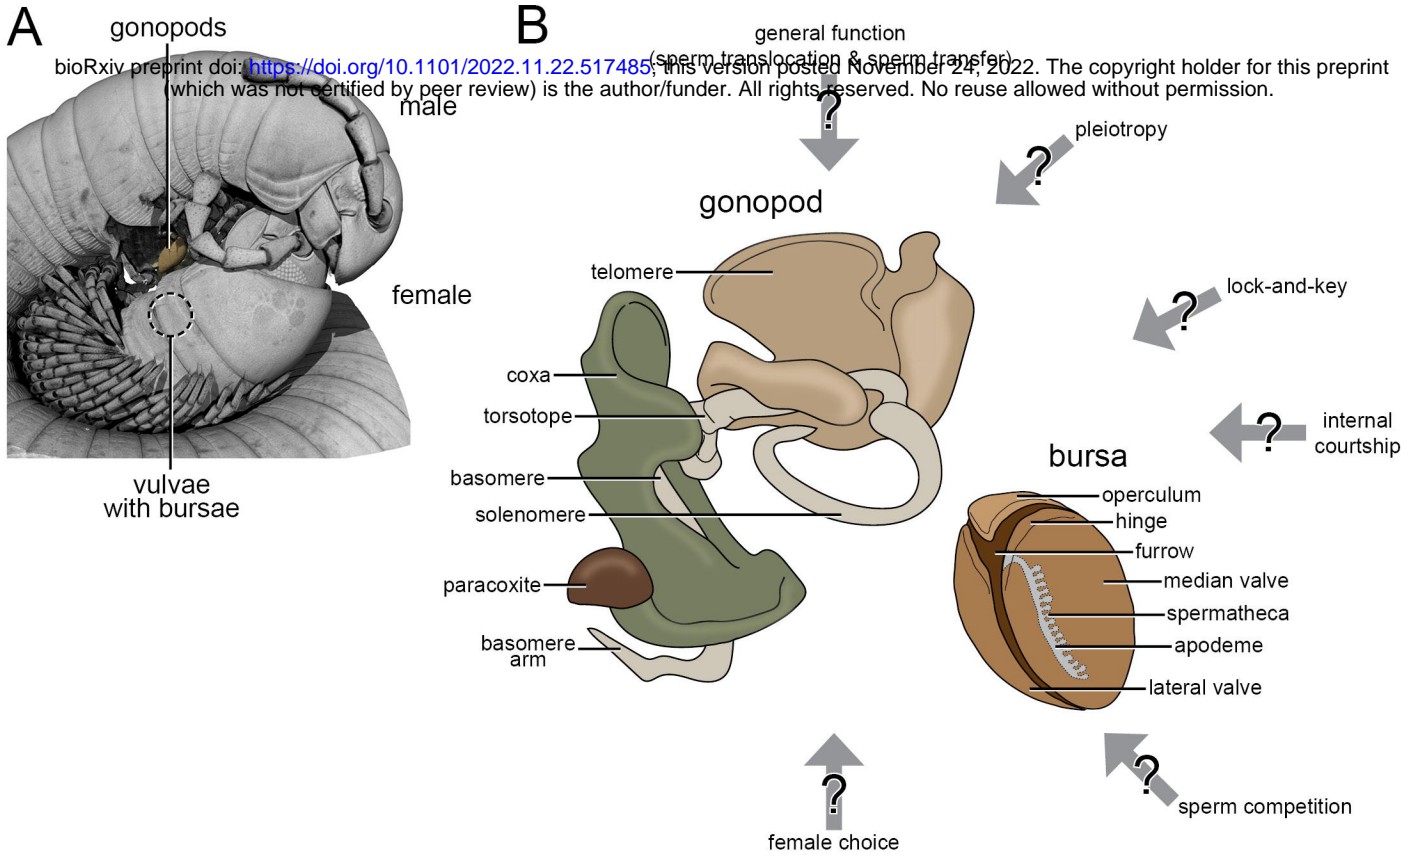 A
B
gonopods
general function
(sperm translocation & sperm transfer)
bioRxiv preprint doi: https://doi.org/10.1101/2022.11.22.517485; this version posted November 24, 2022. The copyright holder for this preprint
(which was not certified by peer review) is the author/funder. All rights reserved. No reuse allowed without permission.
male
?
pleiotropy
?
gonopod
telomere
lock-and-key
?
female
coxa
torsotope
internal
courtship
?
bursa
basomere
vulvae
with bursae
operculum
solenomere
hinge
furrow
paracoxite
median valve
spermatheca
basomere
arm
apodeme
lateral valve
?
?
sperm competition
female choice